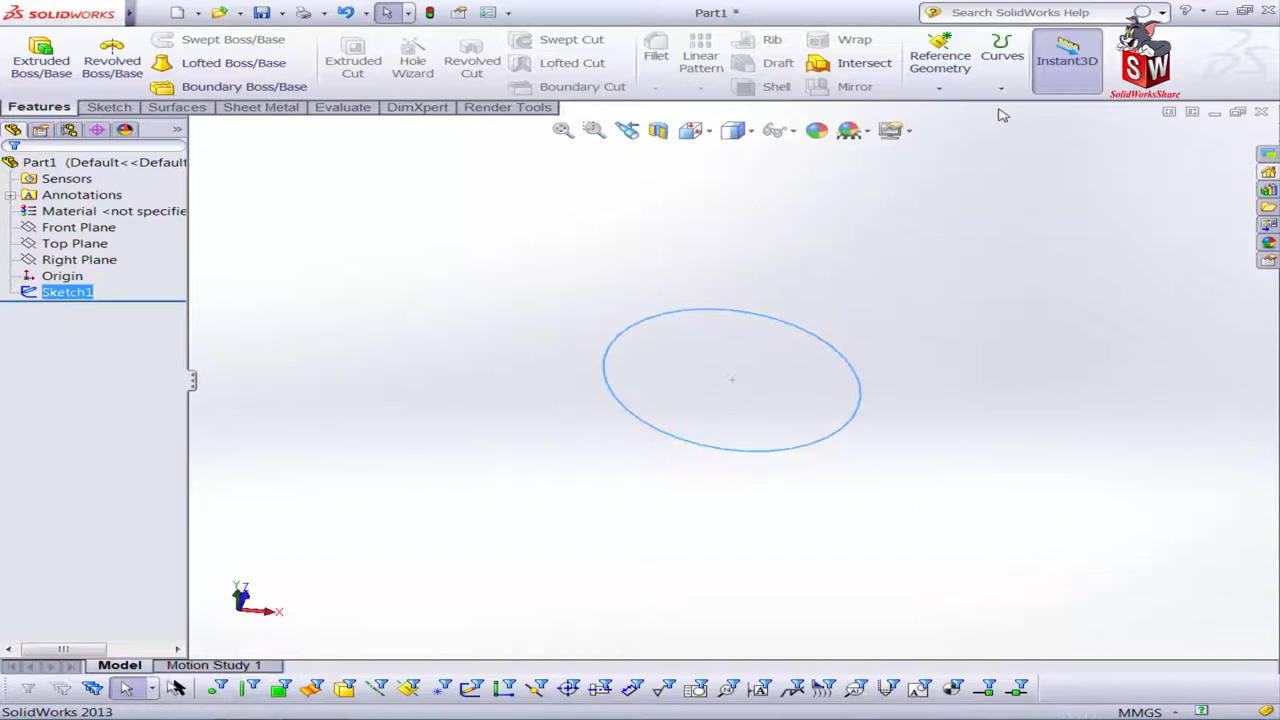 SOLIDWORKS
Part1 *
Search SolidWorks Help
Extruded Boss/Base
Revolved Boss/Base
Swept Boss/Base
Lofted Boss/Base
Boundary Boss/Base
Extruded Cut
Hole Wizard
Revolved Cut
Swept Cut
Lofted Cut
Boundary Cut
Fillet
Linear Pattern
Rib
Draft
Shell
Wrap
Intersect
Mirror
Reference Geometry
Curves
Instant3D
SW
SolidWorksShare
Features
Sketch
Surfaces
Sheet Metal
Evaluate
DimXpert
Render Tools
Part1 (Default<<Default
Sensors
Annotations
Material <not specifie
Front Plane
Top Plane
Right Plane
Origin
Sketch1
Y
Z
X
Model
Motion Study 1
SolidWorks 2013
MMGS